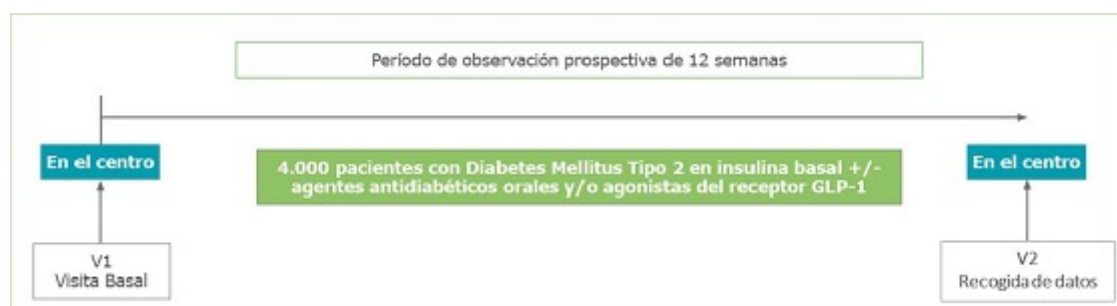 Período de observación prospectiva de 12 semanas
En el centro
4.000 pacientes con Diabetes Mellitus Tipo 2 en insulina basal +/-
agentes antidiabéticos orales y/o agonistas del receptor GLP-1
En el centro
V1
Visita Basal
V2
Recogida de datos